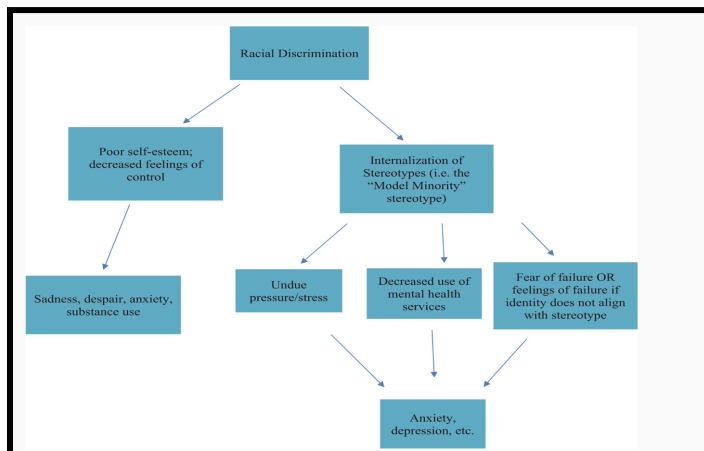 Racial Discrimination
Poor self-esteem;
decreased feelings of
control
Internalization of
Stereotypes (i.e. the
“Model Minority”
stereotype)
Sadness, despair, anxiety,
substance use
Undue
pressure/stress
Decreased use of
mental health
services
Fear of failure OR
feelings of failure if
identity does not align
with stereotype
Anxiety,
depression, etc.